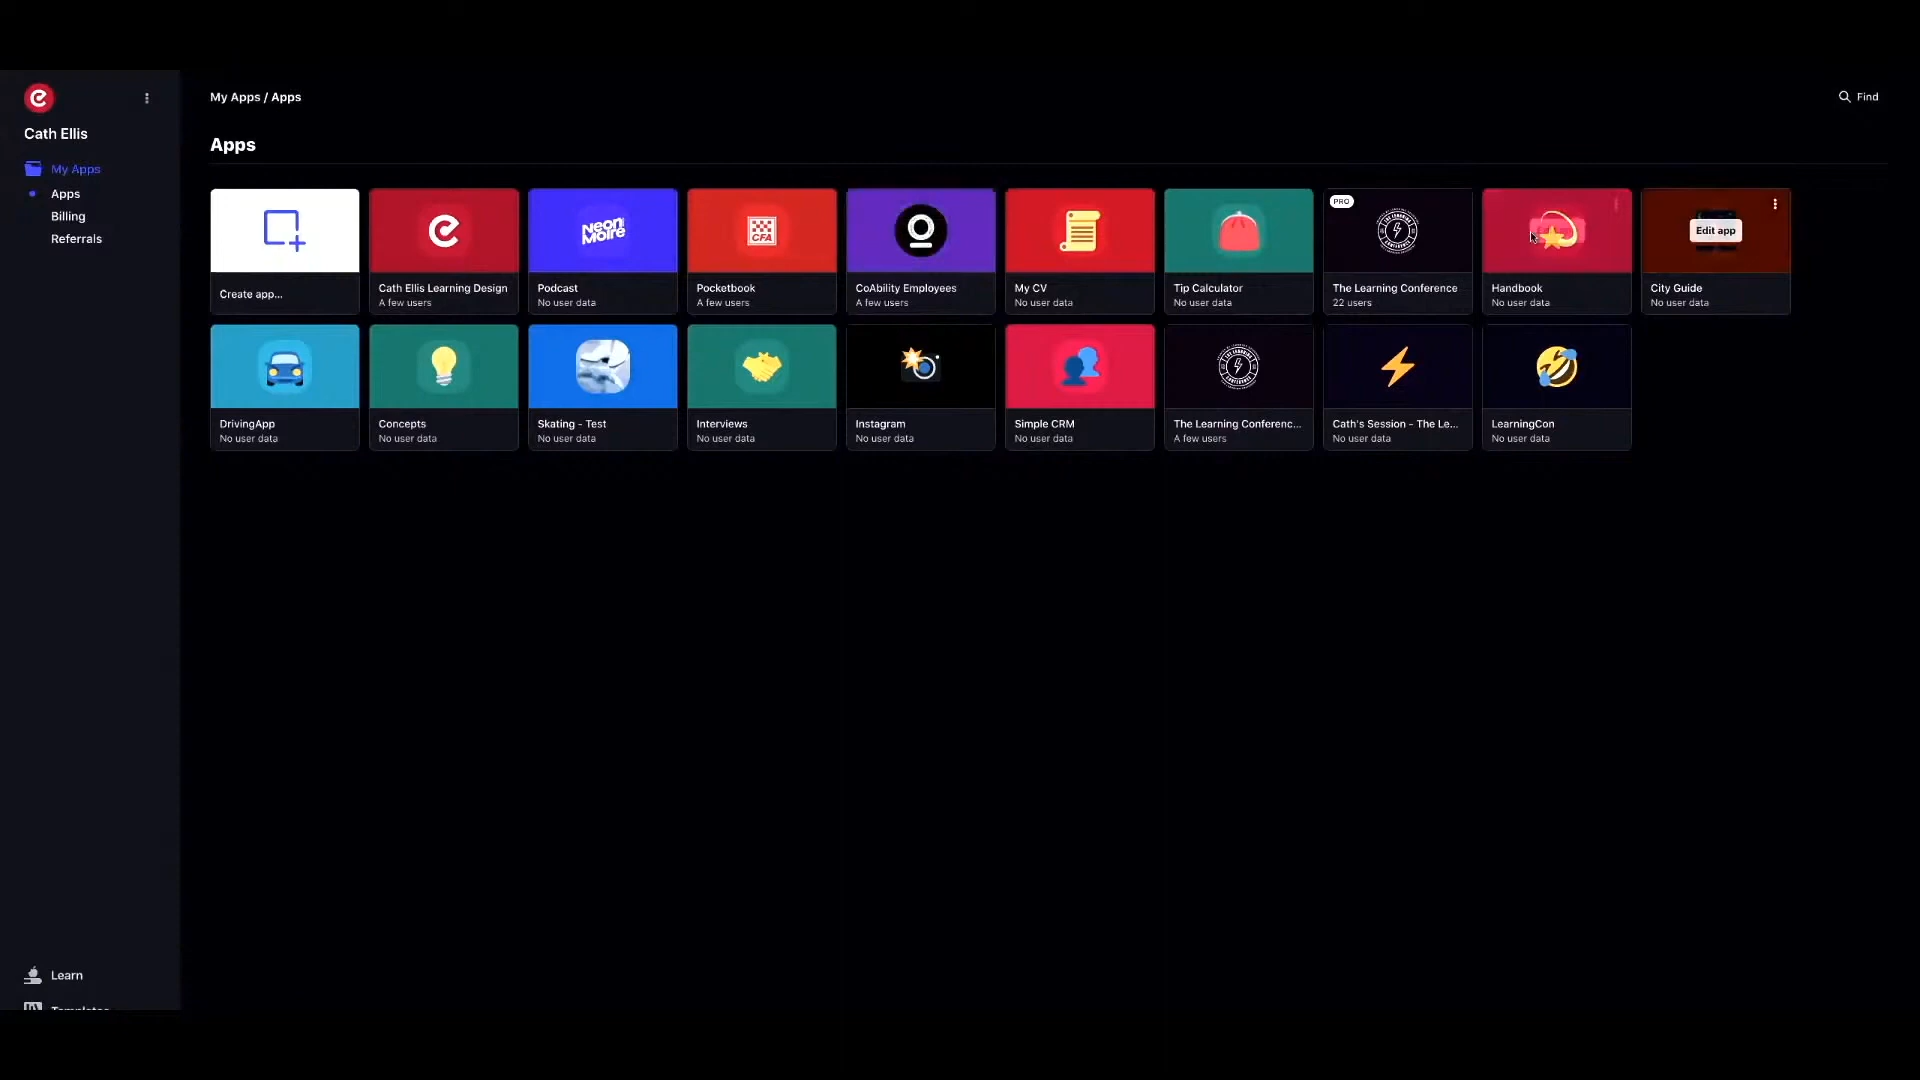 My Apps / Apps
Find
Cath Ellis
My Apps
Apps
Billing
Referrals
Apps
Create app...
Cath Ellis Learning Design
A few users
Neon Moire
Podcast
No user data
CFA
Pocketbook
A few users
CoAbility Employees
A few users
My CV
No user data
Tip Calculator
No user data
PRO
The Learning Conference
22 users
Handbook
No user data
Edit app
City Guide
No user data
DrivingApp
No user data
Concepts
No user data
Skating - Test
No user data
Interviews
No user data
Instagram
No user data
Simple CRM
No user data
The Learning Conferenc...
A few users
Cath's Session - The Le...
No user data
LearningCon
No user data
Learn
Templates